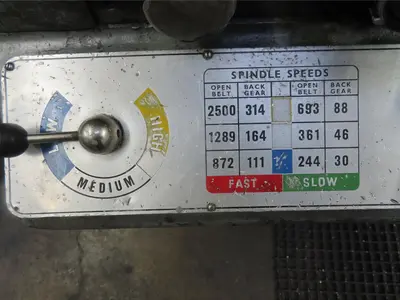 SPINDLE SPEEDS
OPEN BELT BACK GEAR OPEN BELT BACK GEAR
2500 314 693 88
1289 164 361 46
872 111 244 30
FAST SLOW
LOW
MEDIUM
HIGH